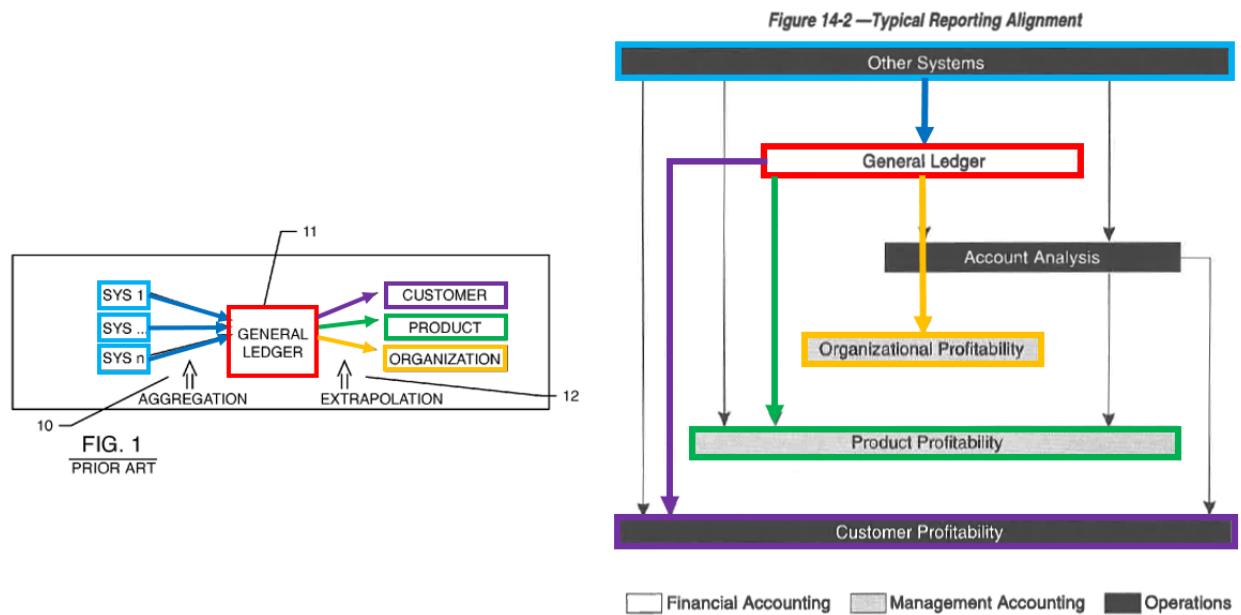 11
SYS 1
SYS ...
SYS n
GENERAL
LEDGER
CUSTOMER
PRODUCT
ORGANIZATION
10
AGGREGATION
EXTRAPOLATION
12
FIG. 1
PRIOR ART
Figure 14-2 —Typical Reporting Alignment
Other Systems
General Ledger
Account Analysis
Organizational Profitability
Product Profitability
Customer Profitability
Financial Accounting
Management Accounting
Operations